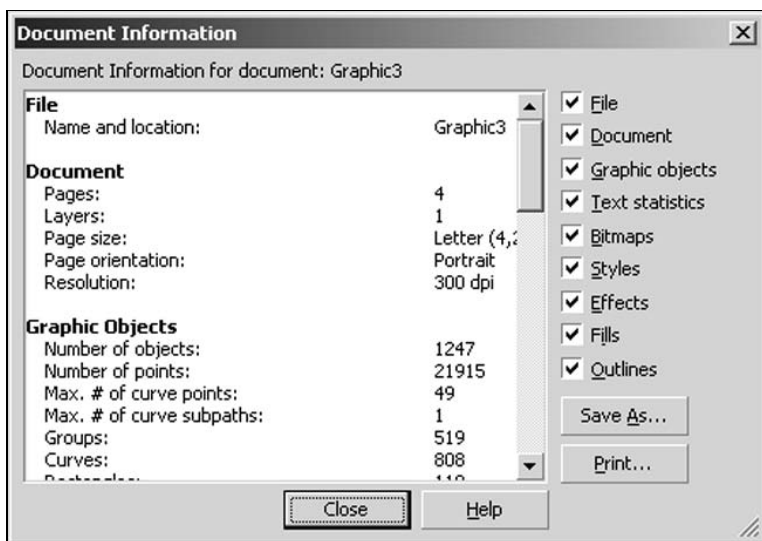 Document Information
Document Information for document: Graphic3
File
Name and location: Graphic3
Document
Pages: 4
Layers: 1
Page size: Letter (4,2
Page orientation: Portrait
Resolution: 300 dpi
Graphic Objects
Number of objects: 1247
Number of points: 21915
Max. # of curve points: 49
Max. # of curve subpaths: 1
Groups: 519
Curves: 808
File
Document
Graphic objects
Text statistics
Bitmaps
Styles
Effects
Fills
Outlines
Save As...
Print...
Close
Help